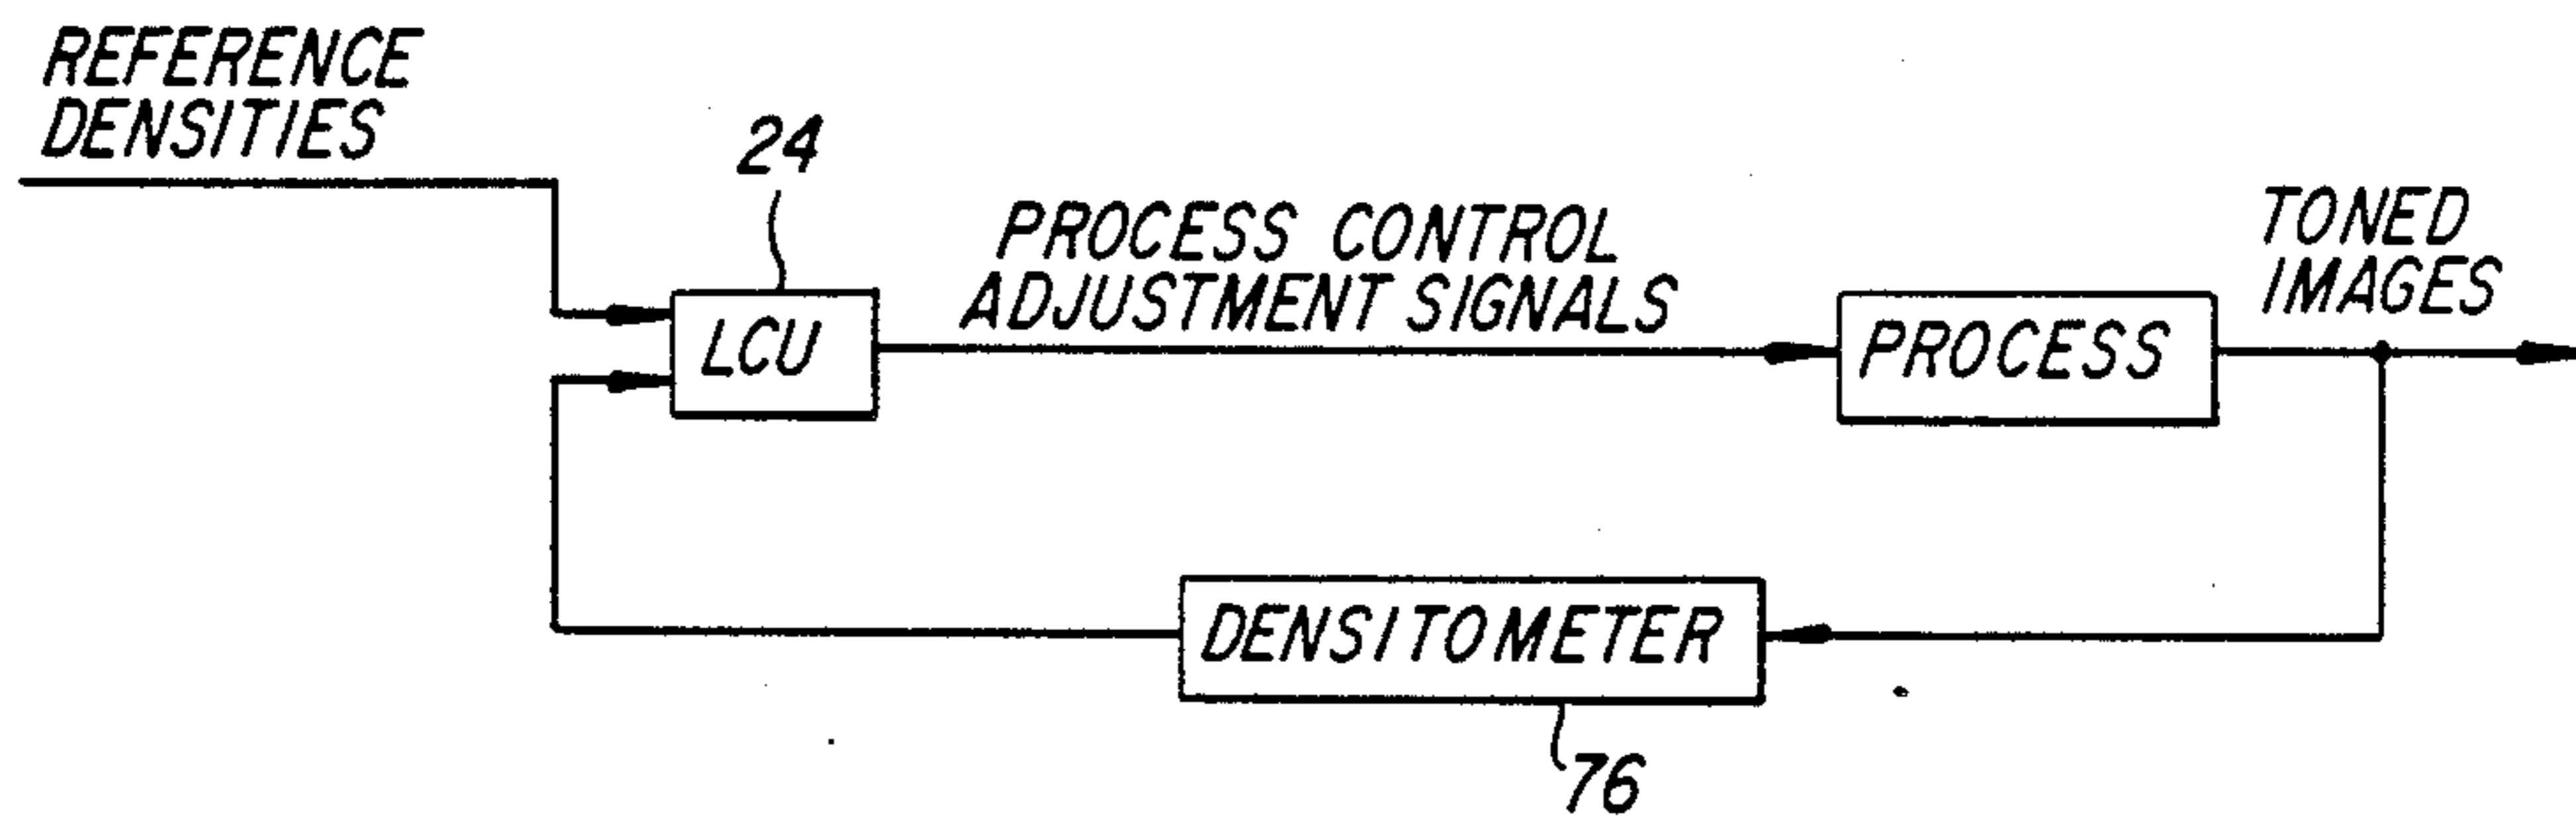 REFERENCE
DENSITIES
24
LCU
PROCESS CONTROL
ADJUSTMENT SIGNALS
PROCESS
TONED
IMAGES
DENSITOMETER
76